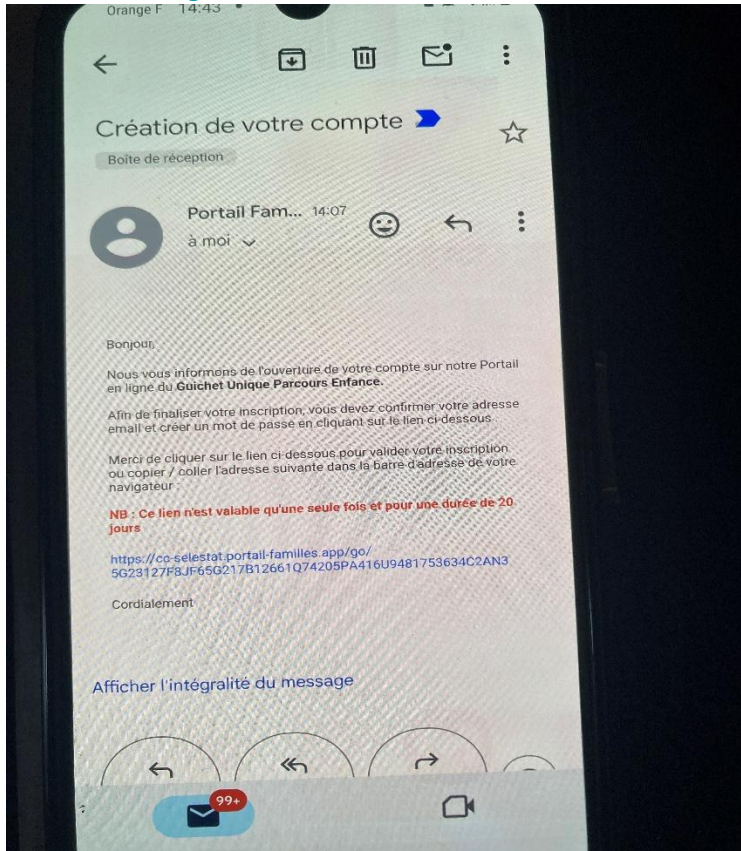 Orange F 14:43
Création de votre compte
Boîte de réception
Portail Fam... 14:07
à moi
Bonjour,
Nous vous informons de l'ouverture de votre compte sur notre Portail
en ligne du Guichet Unique Parcours Enfance.
Afin de finaliser votre inscription, vous devez confirmer votre adresse
email et créer un mot de passe en cliquant sur le lien ci-dessous.
Merci de cliquer sur le lien ci-dessous pour valider votre inscription
ou copier / coller l'adresse suivante dans la barre d'adresse de votre
navigateur :
NB : Ce lien n'est valable qu'une seule fois et pour une durée de 20
jours
https://cc-selestat.portail-familles.app/go/
5G23127F8JF65G217B12661Q74205PA416U9481753634C2AN3
Cordialement
Afficher l'intégralité du message
99+